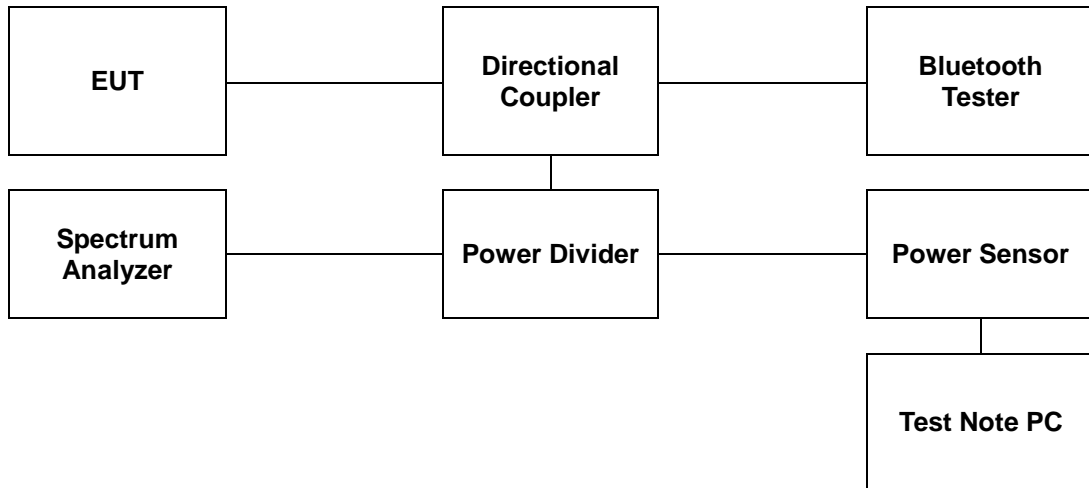 EUT
Directional
Coupler
Bluetooth
Tester
Spectrum
Analyzer
Power Divider
Power Sensor
Test Note PC